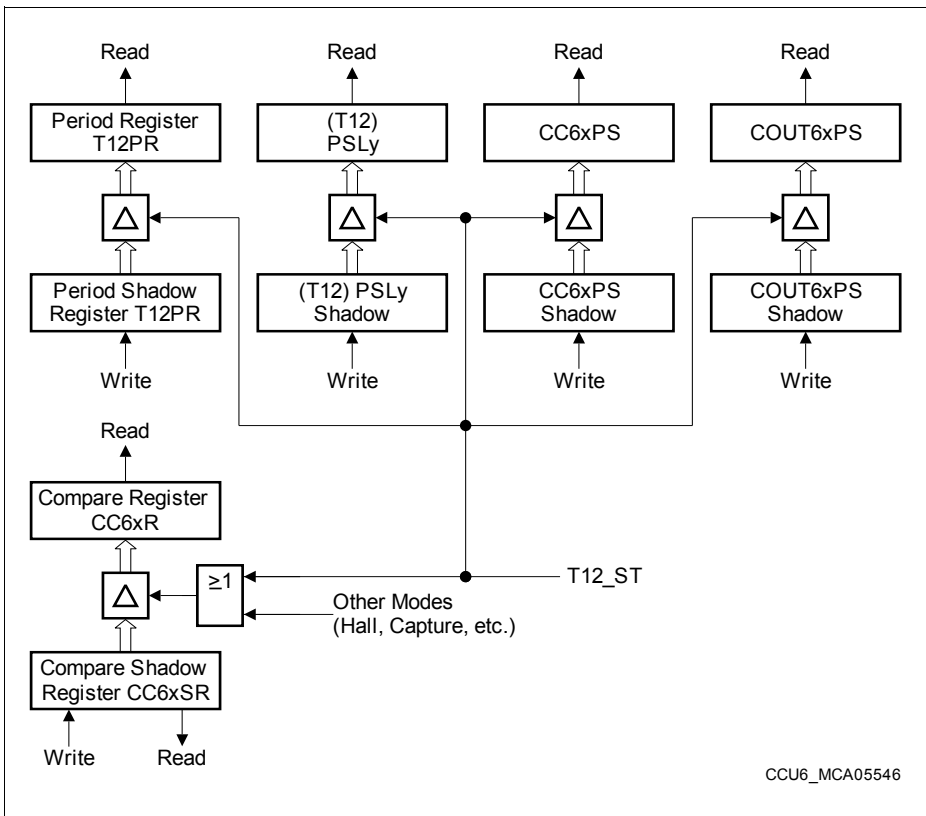 Read
Read
Read
Read
Period Register
T12PR
(T12)
PSLy
CC6xPS
COUT6xPS
Period Shadow
Register T12PR
(T12) PSLy
Shadow
CC6xPS
Shadow
COUT6xPS
Shadow
Write
Write
Write
Write
Read
Compare Register
CC6xR
≥1
T12_ST
Other Modes
(Hall, Capture, etc.)
Compare Shadow
Register CC6xSR
Write
Read
CCU6_MCA05546